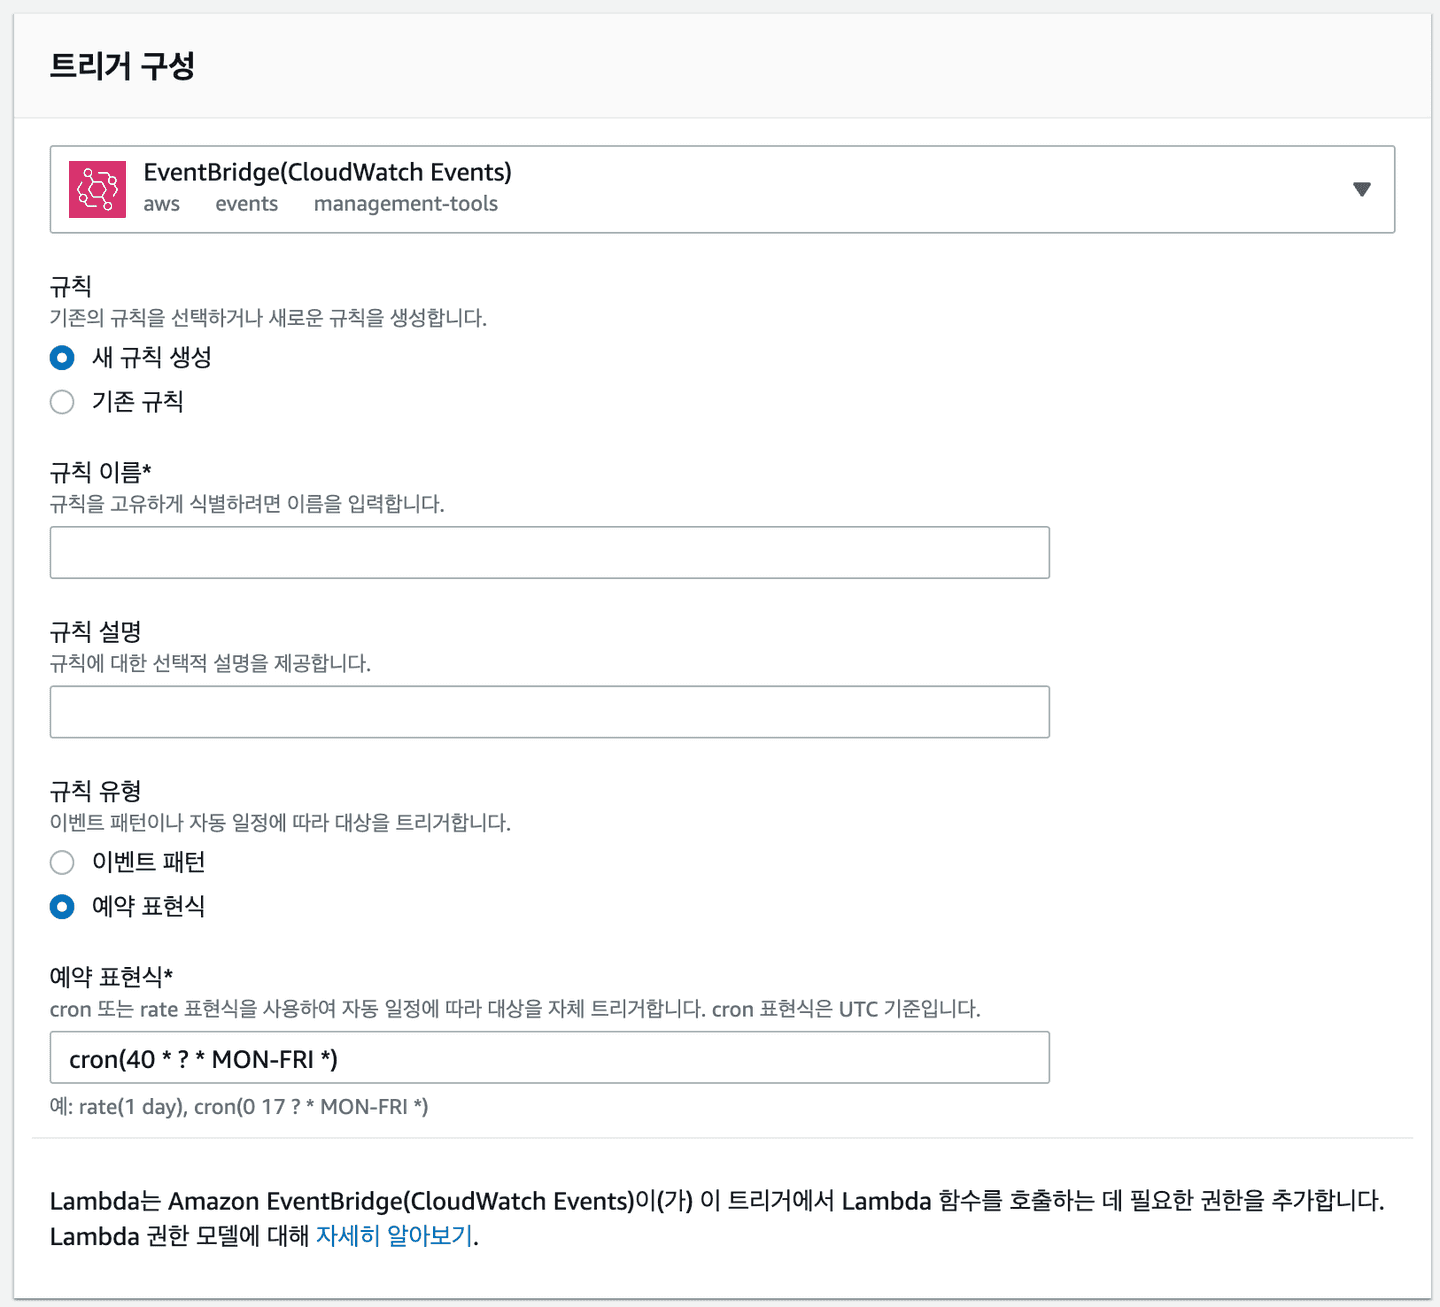 트리거 구성
EventBridge(CloudWatch Events)
aws events management-tools
규칙
기존의 규칙을 선택하거나 새로운 규칙을 생성합니다.
새 규칙 생성
기존 규칙
규칙 이름*
규칙을 고유하게 식별하려면 이름을 입력합니다.
규칙 설명
규칙에 대한 선택적 설명을 제공합니다.
규칙 유형
이벤트 패턴이나 자동 일정에 따라 대상을 트리거합니다.
이벤트 패턴
예약 표현식
예약 표현식*
cron 또는 rate 표현식을 사용하여 자동 일정에 따라 대상을 자체 트리거합니다. cron 표현식은 UTC 기준입니다.
cron(40 * ? * MON-FRI *)
예: rate(1 day), cron(0 17 ? * MON-FRI *)
Lambda는 Amazon EventBridge(CloudWatch Events)이(가) 이 트리거에서 Lambda 함수를 호출하는 데 필요한 권한을 추가합니다.
Lambda 권한 모델에 대해 자세히 알아보기.